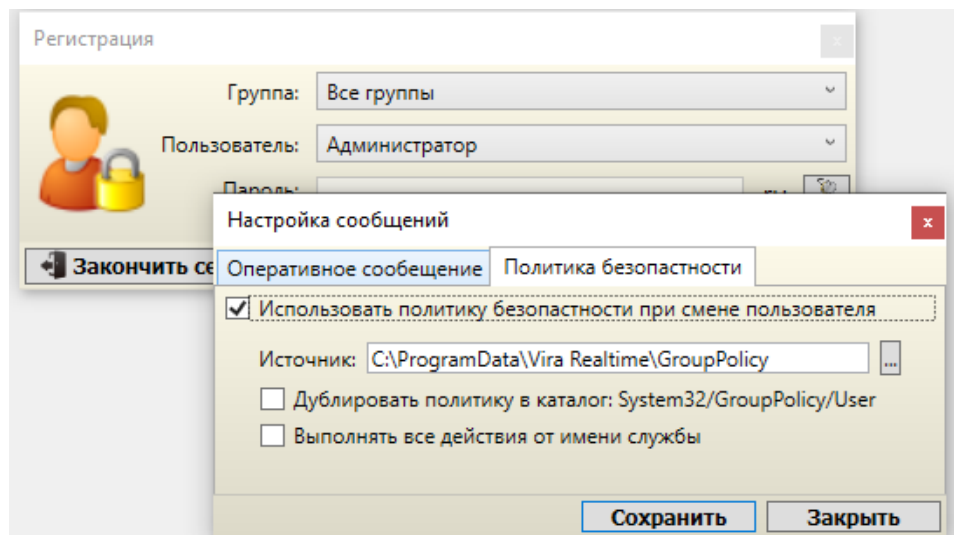 Регистрация
x
Группа: Все группы
Пользователь: Администратор
Пароль:
Настройка сообщений
x
Закончить се
Оперативное сообещение Политика безопастности
Использовать политику безопастности при смене пользователя
Источник: C:\ProgramData\Vira Realtime\GroupPolicy ...
Дублировать политику в каталог: System32/GroupPolicy/User
Выполнять все действия от имени службы
Сохранить Закрыть